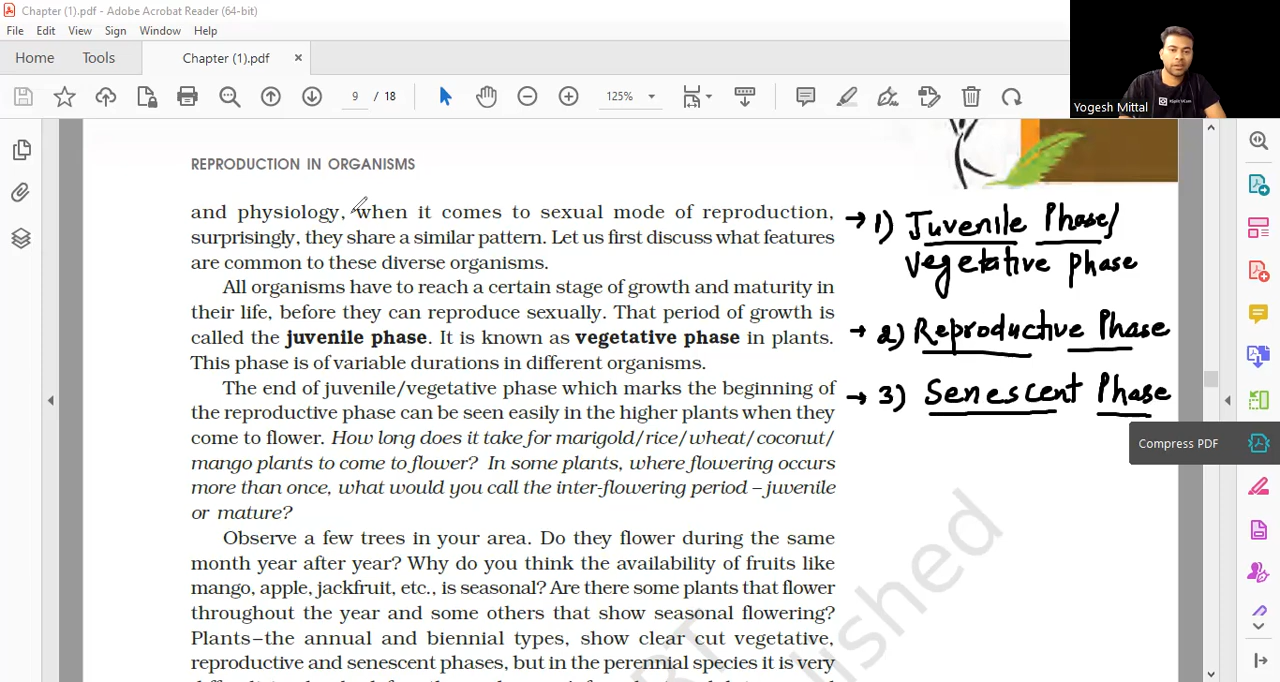 Chapter (1).pdf - Adobe Acrobat Reader (64-bit)
File Edit View Sign Window Help
Home Tools Chapter (1).pdf ×
9 / 18 125%
Yogesh Mittal
REPRODUCTION IN ORGANISMS
and physiology, when it comes to sexual mode of reproduction,
surprisingly, they share a similar pattern. Let us first discuss what features
are common to these diverse organisms.
All organisms have to reach a certain stage of growth and maturity in
their life, before they can reproduce sexually. That period of growth is
called the juvenile phase. It is known as vegetative phase in plants.
This phase is of variable durations in different organisms.
The end of juvenile/vegetative phase which marks the beginning of
the reproductive phase can be seen easily in the higher plants when they
come to flower. How long does it take for marigold/rice/wheat/coconut/
mango plants to come to flower? In some plants, where flowering occurs
more than once, what would you call the inter-flowering period – juvenile
or mature?
Observe a few trees in your area. Do they flower during the same
month year after year? Why do you think the availability of fruits like
mango, apple, jackfruit, etc., is seasonal? Are there some plants that flower
throughout the year and some others that show seasonal flowering?
Plants–the annual and biennial types, show clear cut vegetative,
reproductive and senescent phases, but in the perennial species it is very
→ 1) Juvenile Phase/
Vegetative phase
→ 2) Reproductive Phase
→ 3) Senescent Phase
Compress PDF
published